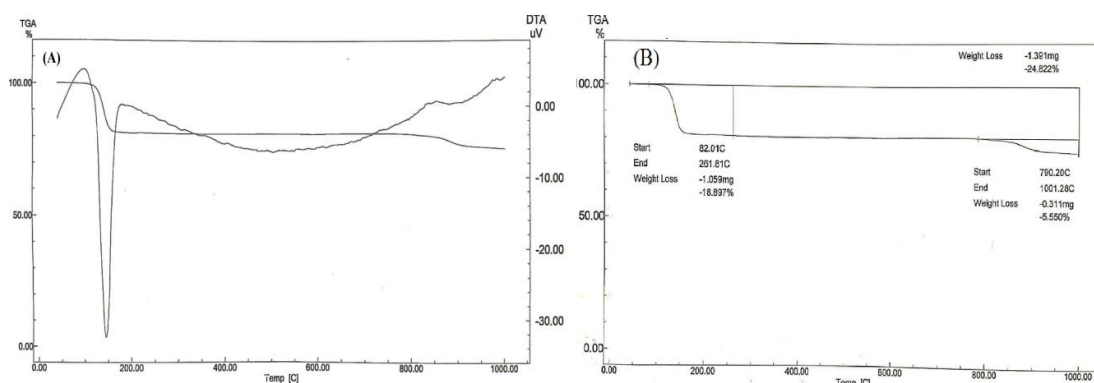 TGA
%
DTA
uV
(A)
100.00
50.00
0.00
0.00
-10.00
-20.00
-30.00
0.00 200.00 400.00 600.00 800.00 1000.00
Temp [C]
TGA
%
(B)
Weight Loss -1.391mg
-24.822%
00.00
50.00
00.00
Start 82.01C
End 261.81C
Weight Loss -1.059mg
-18.897%
Start 790.20C
End 1001.28C
Weight Loss -0.311mg
-5.550%
0.00 200.00 400.00 600.00 800.00 1000.00
Temp [C]